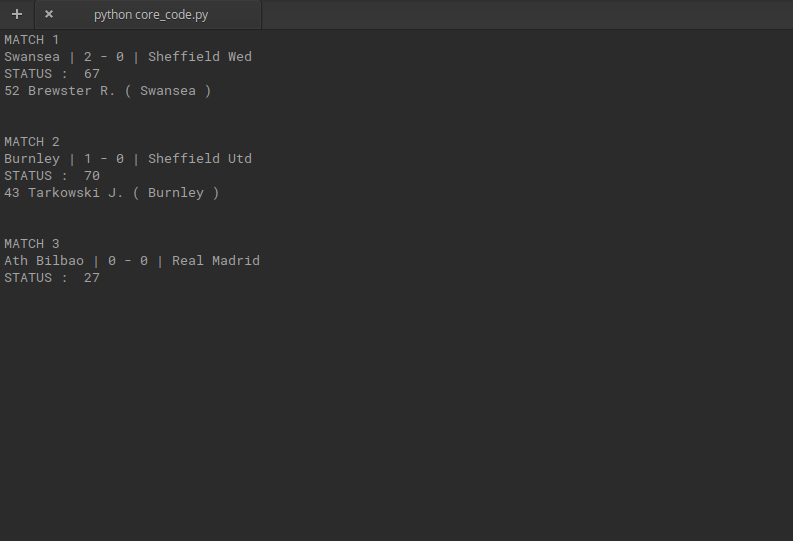 python core_code.py
MATCH 1
Swansea | 2 - 0 | Sheffield Wed
STATUS :  67
52 Brewster R. ( Swansea )
MATCH 2
Burnley | 1 - 0 | Sheffield Utd
STATUS :  70
43 Tarkowski J. ( Burnley )
MATCH 3
Ath Bilbao | 0 - 0 | Real Madrid
STATUS :  27